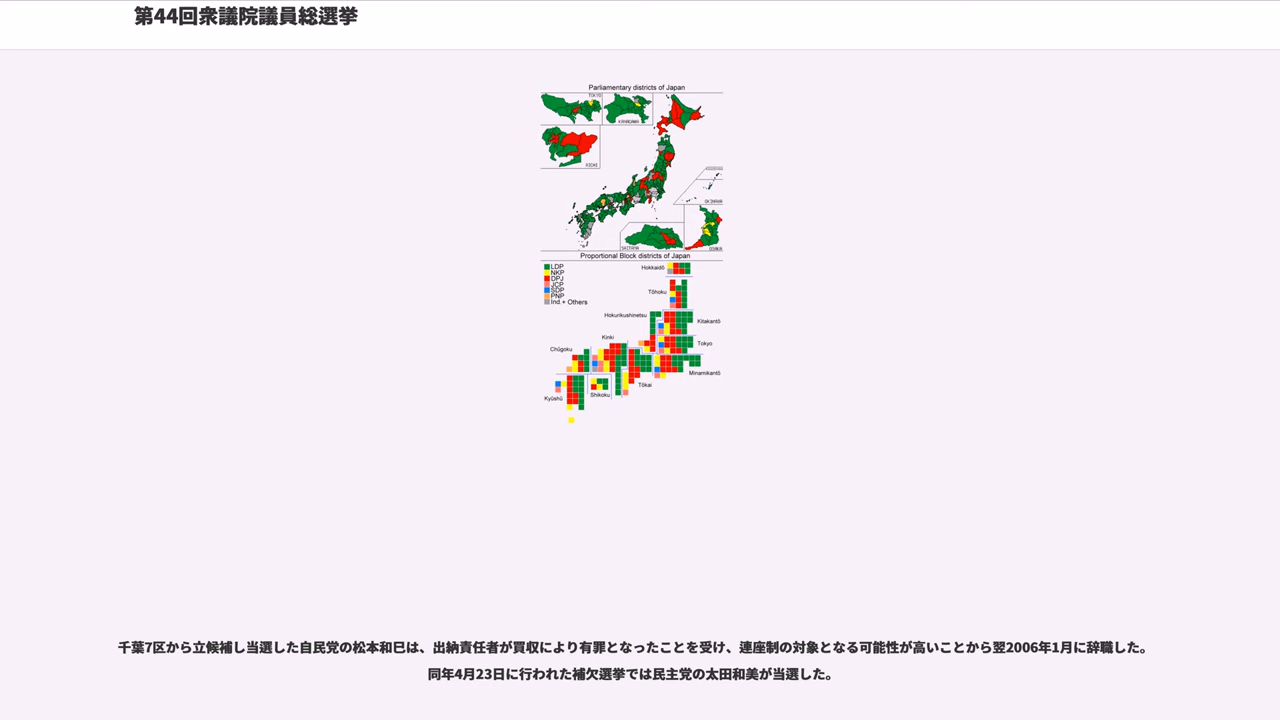 第44回衆議院議員総選挙
Parliamentary districts of Japan
TOKYO
KANAGAWA
AICHI
OKINAWA
SAITAMA
OSAKA
Proportional Block districts of Japan
LDP
NKP
DPJ
JCP
SDP
PNP
Ind.+ Others
Hokkaidō
Tōhoku
Hokurikushinetsu
Kitakantō
Kinki
Tokyo
Chūgoku
Minamikantō
Tōkai
Shikoku
Kyūshū
千葉7区から立候補し当選した自民党の松本和巳は、出納責任者が買収により有罪となったことを受け、連座制の対象となる可能性が高いことから翌2006年1月に辞職した。
同年4月23日に行われた補欠選挙では民主党の太田和美が当選した。